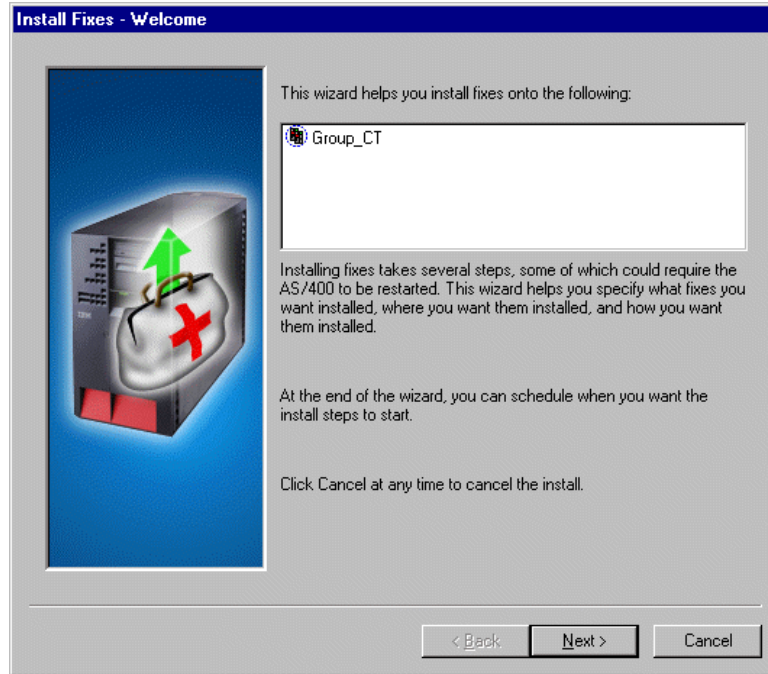 Install Fixes - Welcome
This wizard helps you install fixes onto the following:
Group_CT
Installing fixes takes several steps, some of which could require the
AS/400 to be restarted. This wizard helps you specify what fixes you
want installed, where you want them installed, and how you want
them installed.
At the end of the wizard, you can schedule when you want the
install steps to start.
Click Cancel at any time to cancel the install.
IBM
< Back
Next >
Cancel